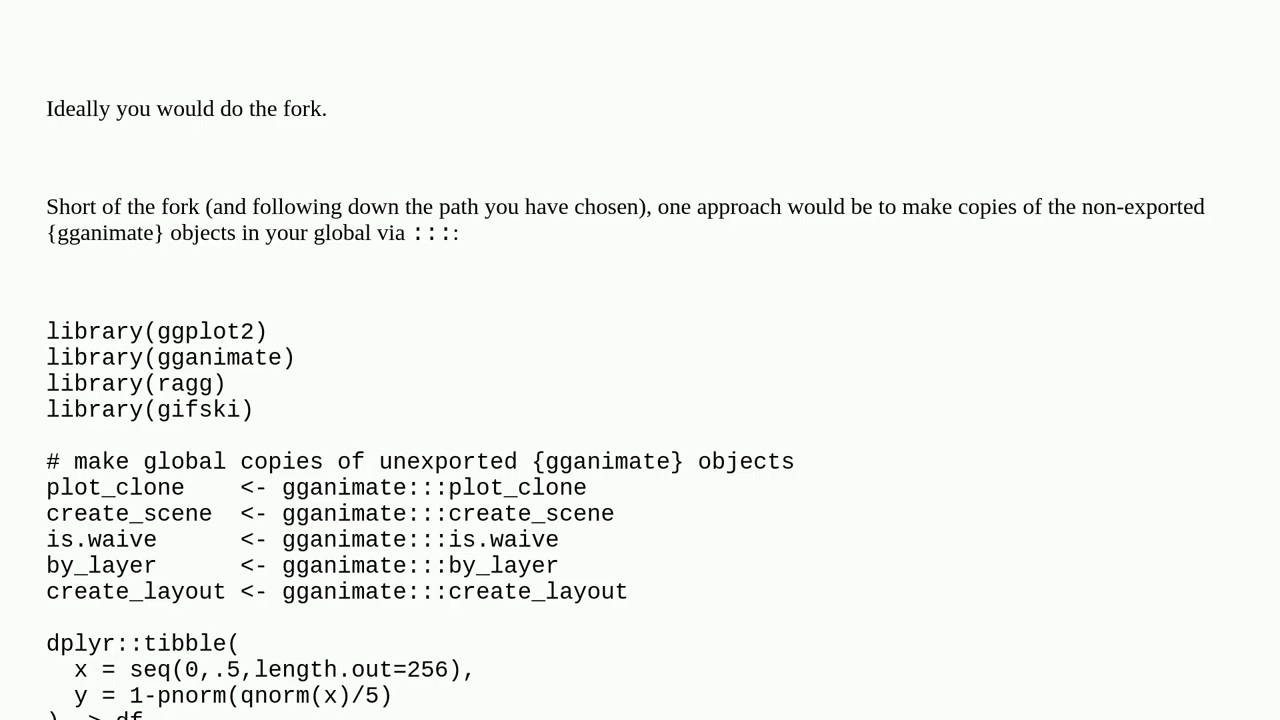 Ideally you would do the fork.
Short of the fork (and following down the path you have chosen), one approach would be to make copies of the non-exported
{gganimate} objects in your global via ::::
library(ggplot2)
library(gganimate)
library(ragg)
library(gifski)
# make global copies of unexported {gganimate} objects
plot_clone    <- gganimate:::plot_clone
create_scene  <- gganimate:::create_scene
is.waive      <- gganimate:::is.waive
by_layer      <- gganimate:::by_layer
create_layout <- gganimate:::create_layout
dplyr::tibble(
  x = seq(0,.5,length.out=256),
  y = 1-pnorm(qnorm(x)/5)
) -> df